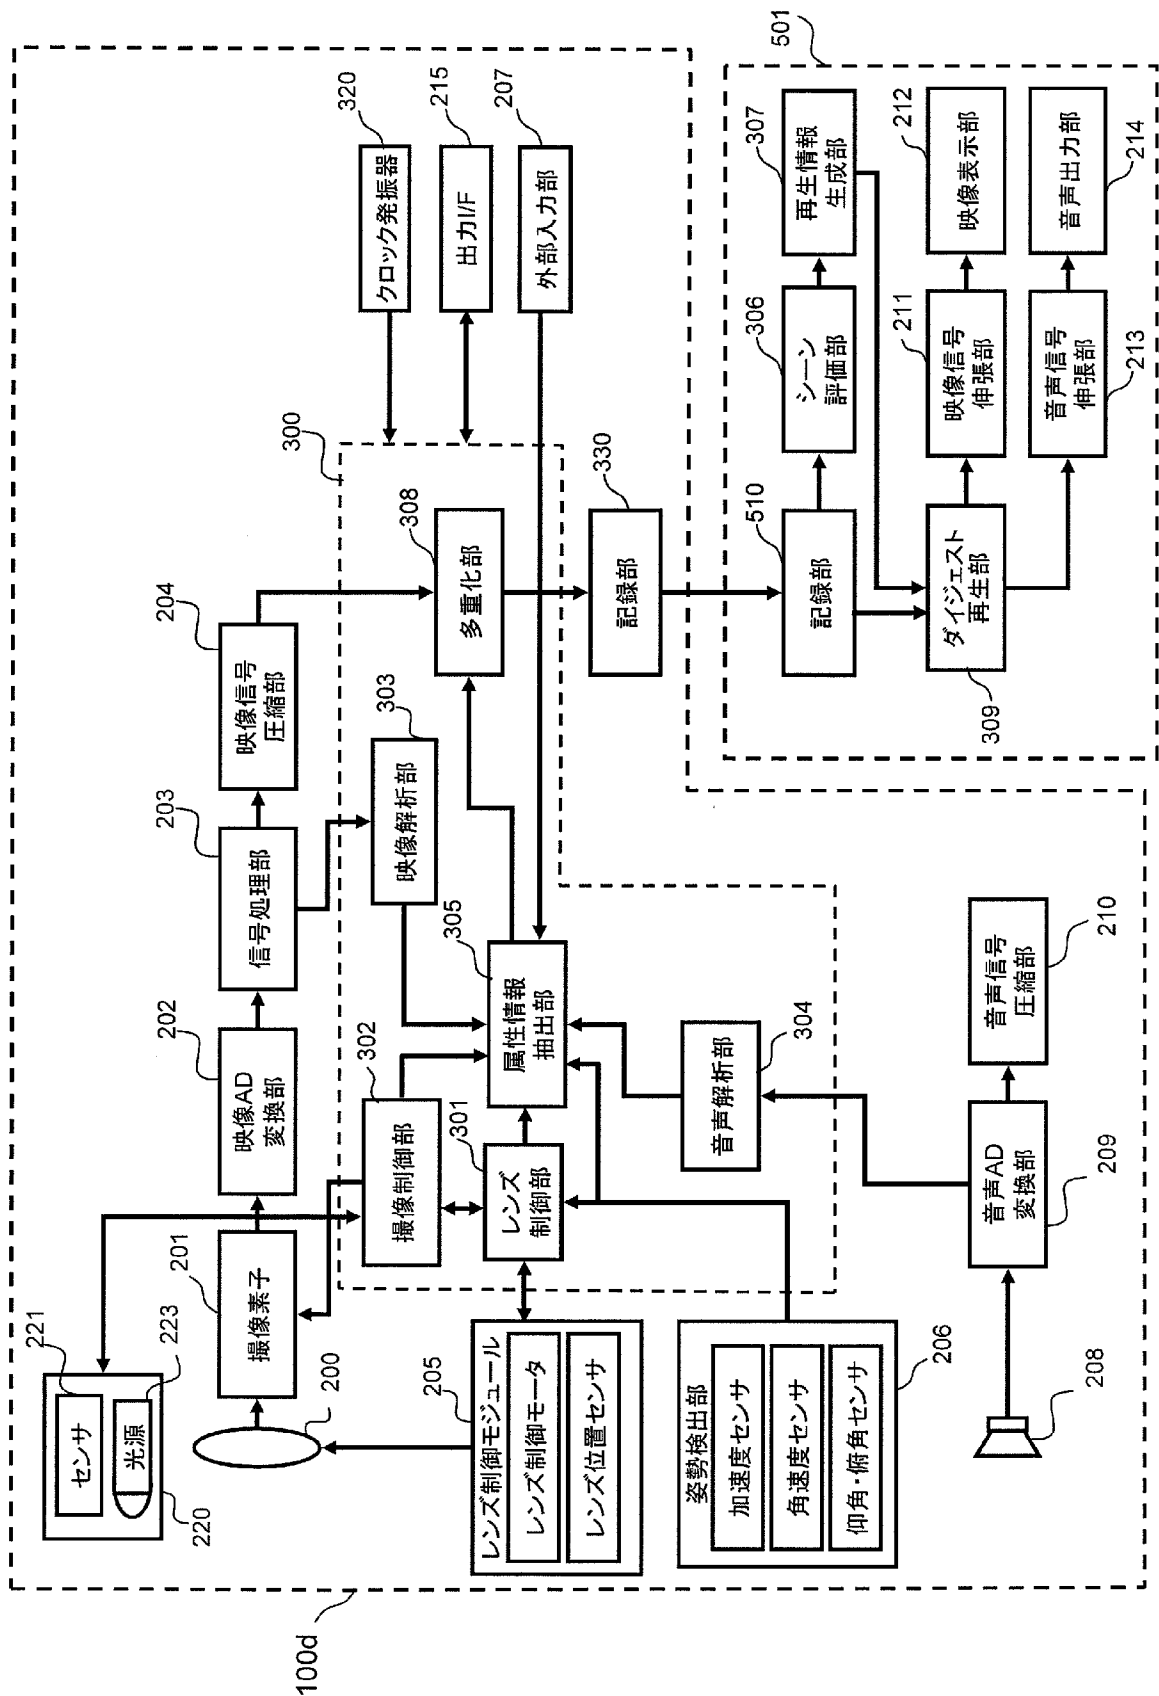 100d
220
センサ
221
光源
223
200
撮像素子
201
映像AD
変換部
202
信号処理部
203
映像信号
圧縮部
204
レンズ制御モジュール
205
レンズ制御モータ
レンズ位置センサ
姿勢検出部
206
加速度センサ
角速度センサ
仰角・俯角センサ
208
音声AD
変換部
209
音声信号
圧縮部
210
300
撮像制御部
302
レンズ
制御部
301
映像解析部
303
音声解析部
304
属性情報
抽出部
305
多重化部
308
クロック発振器
320
出力I/F
215
外部入力部
207
記録部
330
501
記録部
510
シーン
評価部
306
再生情報
生成部
307
ダイジェスト
再生部
309
映像信号
伸張部
211
映像表示部
212
音声信号
伸張部
213
音声出力部
214